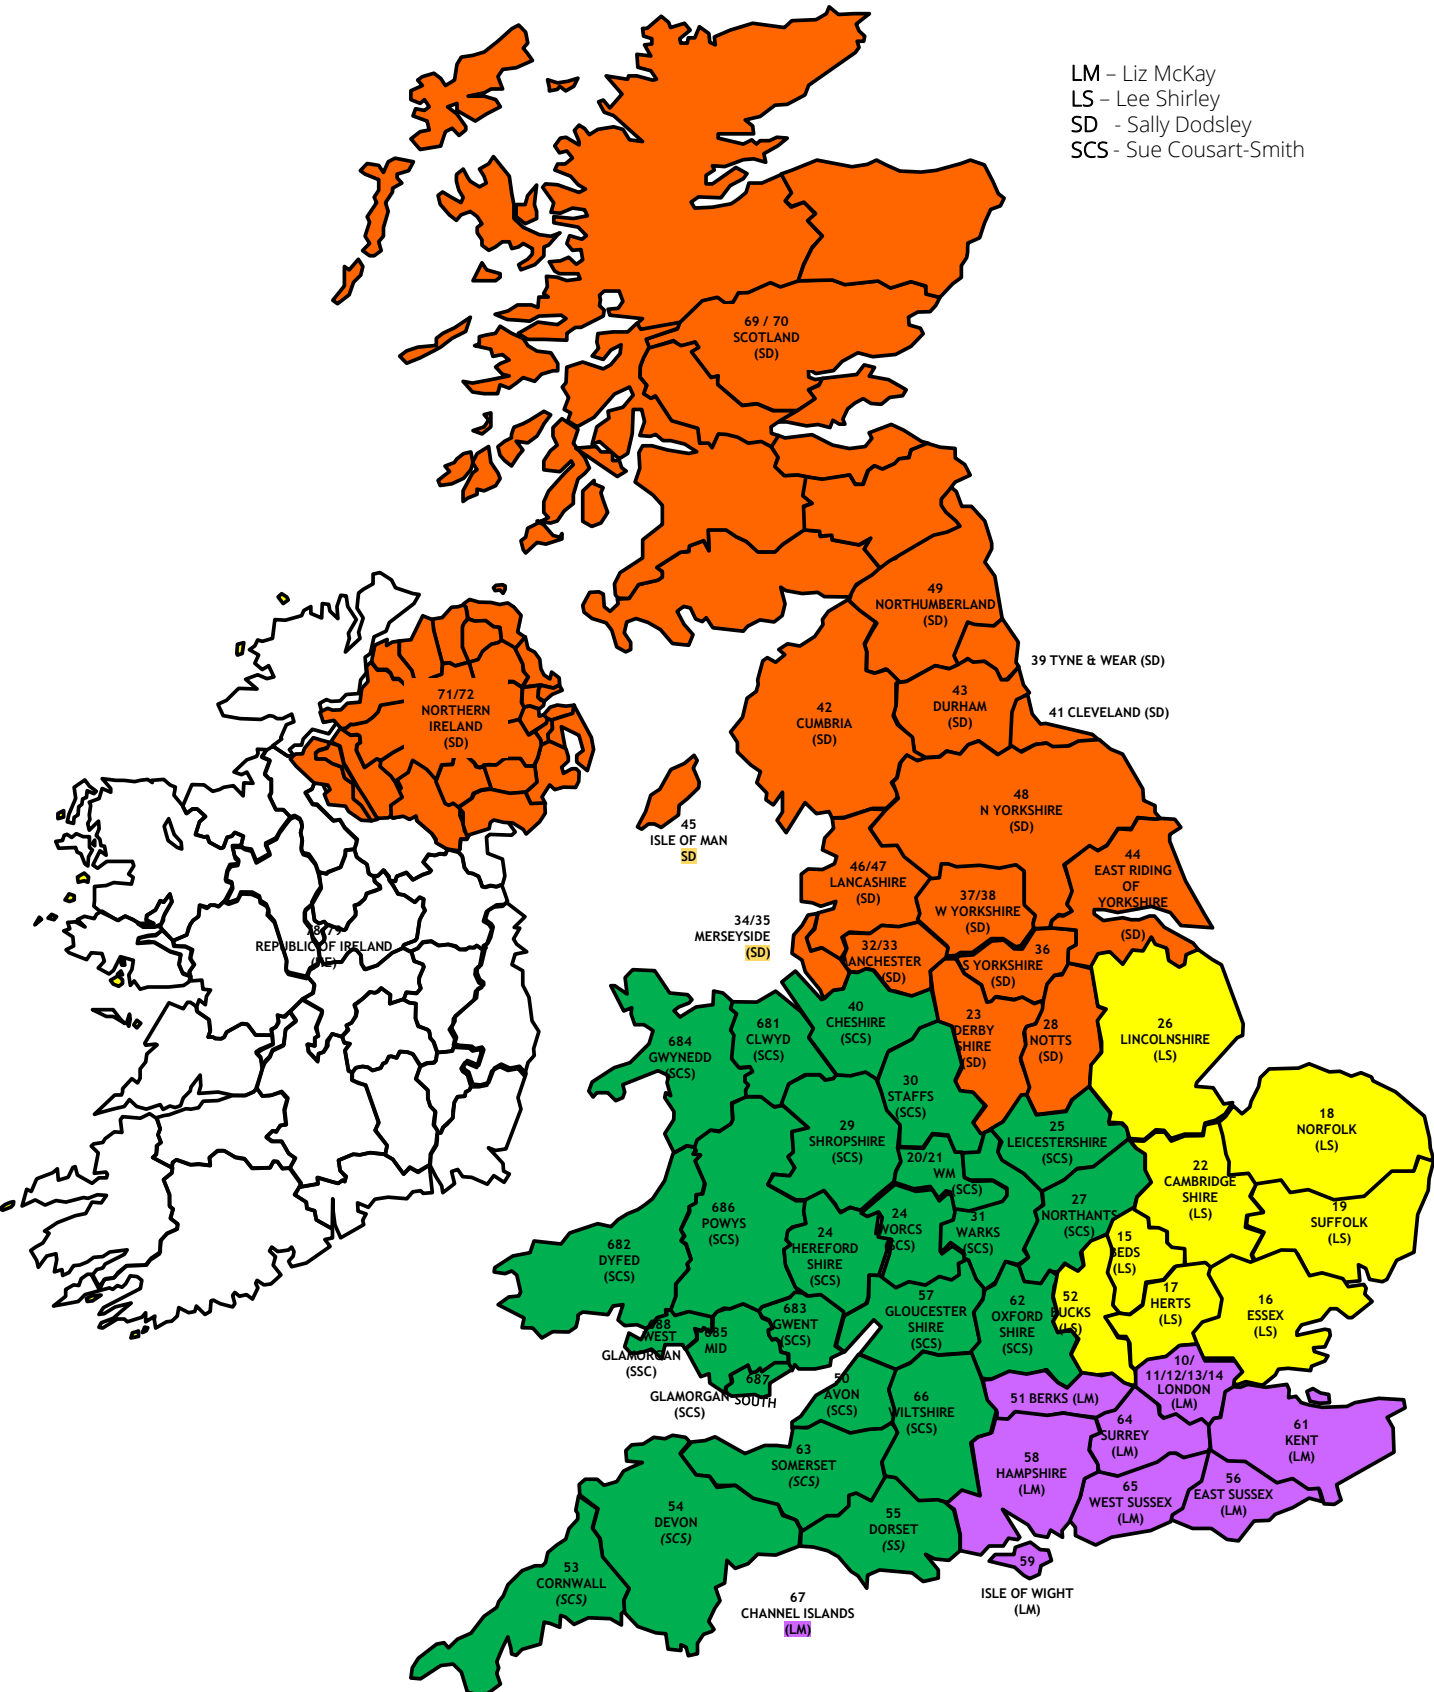 LM – Liz McKay
LS – Lee Shirley
SD - Sally Dodsley
SCS - Sue Cousart-Smith
69 / 70
SCOTLAND
(SD)
49
NORTHUMBERLAND
(SD)
39 TYNE & WEAR (SD)
43
DURHAM
(SD)
41 CLEVELAND (SD)
42
CUMBRIA
(SD)
71/72
NORTHERN
IRELAND
(SD)
45
ISLE OF MAN
SD
48
N YORKSHIRE
(SD)
44
EAST RIDING
OF
YORKSHIRE
(SD)
46/47
LANCASHIRE
(SD)
37/38
W YORKSHIRE
(SD)
34/35
MERSEYSIDE
(SD)
32/33
ANCHESTER
(SD)
36
S YORKSHIRE
(SD)
REPUBLIC OF IRELAND
40
CHESHIRE
(SCS)
23
DERBY
SHIRE
(SD)
28
NOTTS
(SD)
26
LINCOLNSHIRE
(LS)
681
CLWYD
(SCS)
684
GWYNEDD
(SCS)
30
STAFFS
(SCS)
29
SHROPSHIRE
(SCS)
25
LEICESTERSHIRE
(SCS)
18
NORFOLK
(LS)
20/21
WM
(SCS)
22
CAMBRIDGE
SHIRE
(LS)
19
SUFFOLK
(LS)
686
POWYS
(SCS)
27
NORTHANTS
(SCS)
24
WORCS
(SCS)
31
WARKS
(SCS)
24
HEREFORD
SHIRE
(SCS)
682
DYFED
(SCS)
15
BEDS
(LS)
17
HERTS
(LS)
16
ESSEX
(LS)
52
BUCKS
(LS)
57
GLOUCESTER
SHIRE
(SCS)
62
OXFORD
SHIRE
(SCS)
683
GWENT
(SCS)
688
WEST
GLAMORGAN
(SSC)
685
MID
GLAMORGAN
(SCS)
687
SOUTH
50
AVON
(SCS)
66
WILTSHIRE
(SCS)
51 BERKS (LM)
10/
11/12/13/14
LONDON
(LM)
64
SURREY
(LM)
61
KENT
(LM)
63
SOMERSET
(SCS)
58
HAMPSHIRE
(LM)
65
WEST SUSSEX
(LM)
56
EAST SUSSEX
(LM)
54
DEVON
(SCS)
55
DORSET
(SS)
53
CORNWALL
(SCS)
59
ISLE OF WIGHT
(LM)
67
CHANNEL ISLANDS
(LM)